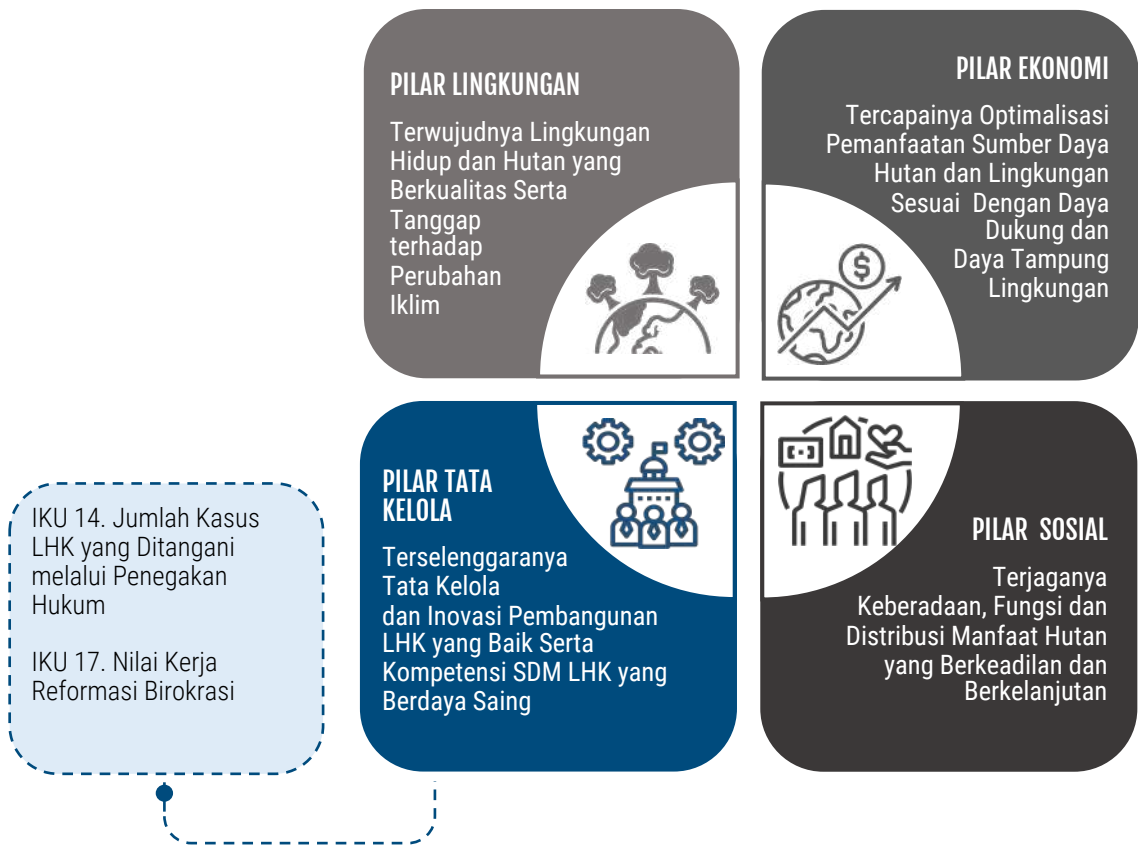 PILAR LINGKUNGAN
Terwujudnya Lingkungan
Hidup dan Hutan yang
Berkualitas Serta
Tanggap
terhadap
Perubahan
Iklim
PILAR EKONOMI
Tercapainya Optimalisasi
Pemanfaatan Sumber Daya
Hutan dan Lingkungan
Sesuai Dengan Daya
Dukung dan
Daya Tampung
Lingkungan
$
IKU 14. Jumlah Kasus
LHK yang Ditangani
melalui Penegakan
Hukum
IKU 17. Nilai Kerja
Reformasi Birokrasi
PILAR TATA
KELOLA
Terselenggaranya
Tata Kelola
dan Inovasi Pembangunan
LHK yang Baik Serta
Kompetensi SDM LHK yang
Berdaya Saing
PILAR SOSIAL
Terjaganya
Keberadaan, Fungsi dan
Distribusi Manfaat Hutan
yang Berkeadilan dan
Berkelanjutan